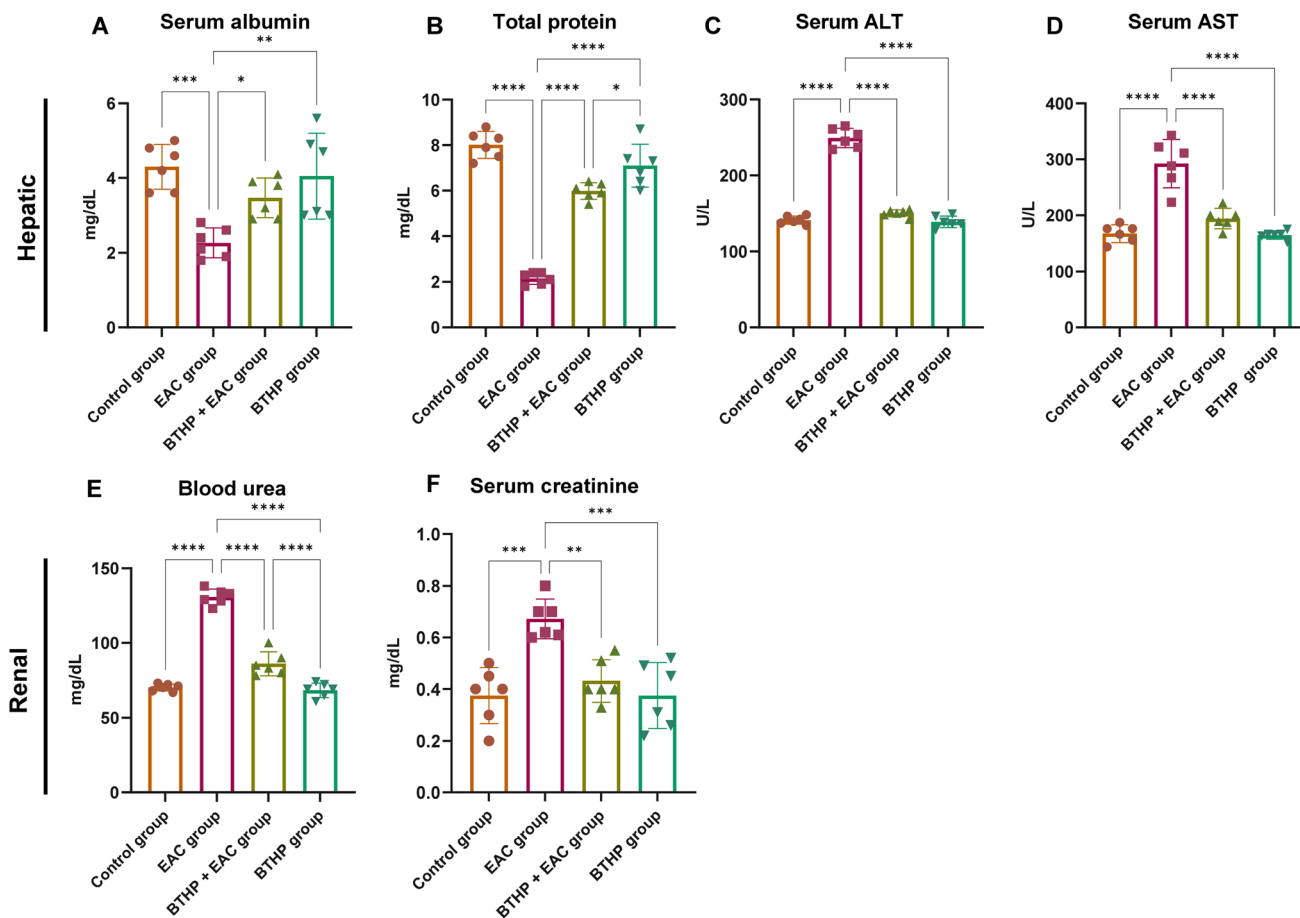 Hepatic
A
Serum albumin
**
***
*
mg/dL
6
4
2
0
Control group
EAC group
BTHP + EAC group
BTHP group
B
Total protein
****
****
****
*
mg/dL
10
8
6
4
2
0
Control group
EAC group
BTHP + EAC group
BTHP group
C
Serum ALT
****
****
****
U/L
300
200
100
0
Control group
EAC group
BTHP + EAC group
BTHP group
D
Serum AST
****
****
****
U/L
400
300
200
100
0
Control group
EAC group
BTHP + EAC group
BTHP group
Renal
E
Blood urea
****
****
****
****
mg/dL
150
100
50
0
Control group
EAC group
BTHP + EAC group
BTHP group
F
Serum creatinine
***
***
**
mg/dL
1.0
0.8
0.6
0.4
0.2
0.0
Control group
EAC group
BTHP + EAC group
BTHP group